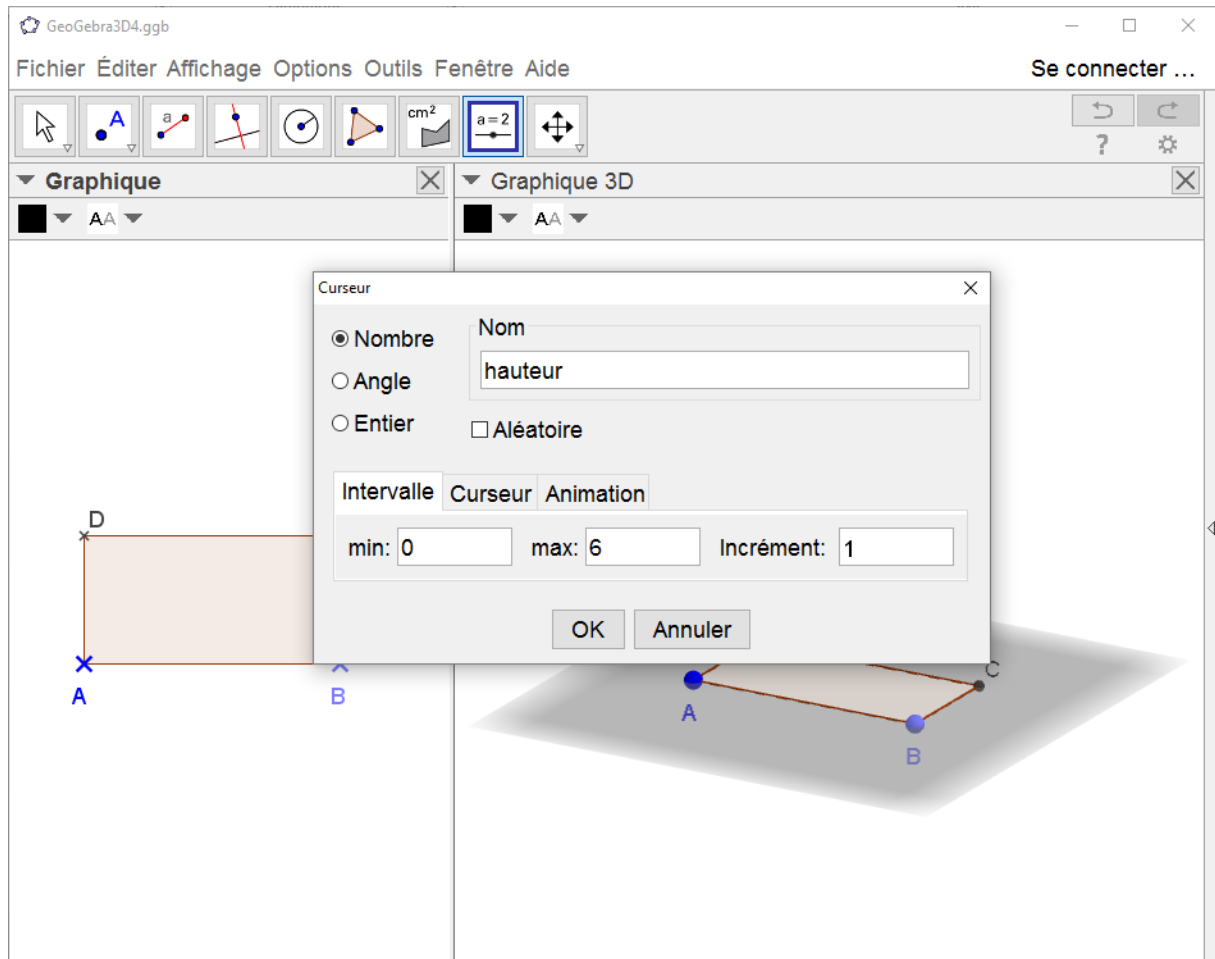 GeoGebra3D4.ggb
Fichier Éditer Affichage Options Outils Fenêtre Aide
Se connecter ...
A
a
cm²
a=2
?
Graphique
Graphique 3D
AA
AA
Curseur
Nombre
Nom
hauteur
Angle
Entier
Aléatoire
Intervalle Curseur Animation
min: 0 max: 6 Incrément: 1
OK Annuler
D
A
B
C
A
B